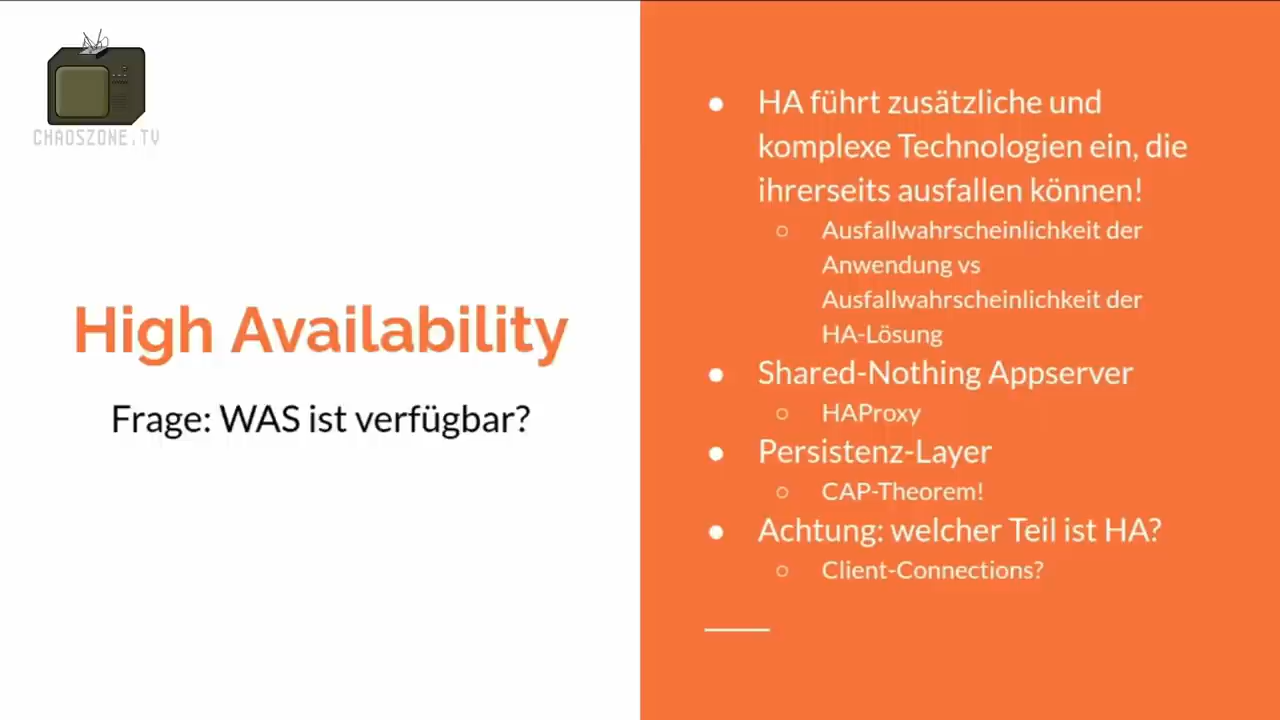 CHAOSZONE.TV
High Availability
Frage: WAS ist verfügbar?
● HA führt zusätzliche und
komplexe Technologien ein, die
ihrerseits ausfallen können!
○ Ausfallwahrscheinlichkeit der
Anwendung vs
Ausfallwahrscheinlichkeit der
HA-Lösung
● Shared-Nothing Appserver
○ HAProxy
● Persistenz-Layer
○ CAP-Theorem!
● Achtung: welcher Teil ist HA?
○ Client-Connections?